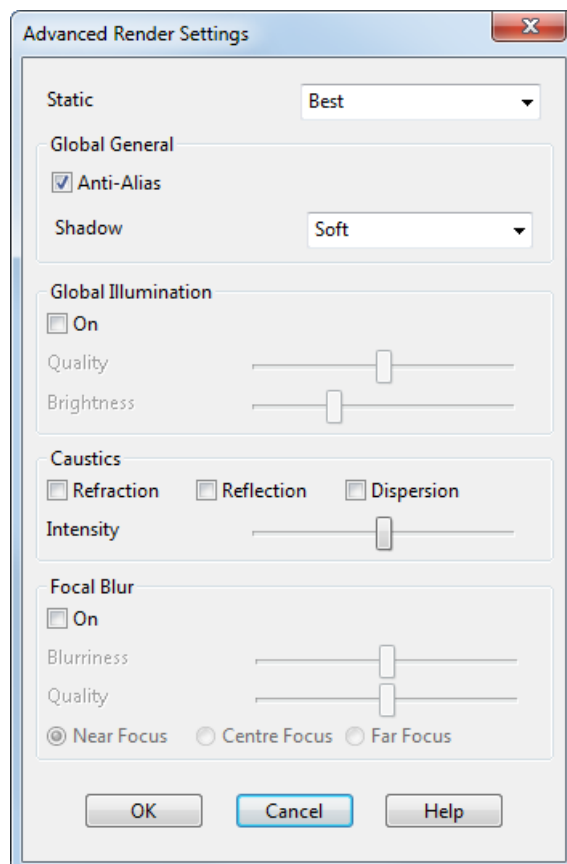 Advanced Render Settings
Static Best
Global General
Anti-Alias
Shadow Soft
Global Illumination
On
Quality
Brightness
Caustics
Refraction Reflection Dispersion
Intensity
Focal Blur
On
Blurriness
Quality
Near Focus Centre Focus Far Focus
OK Cancel Help